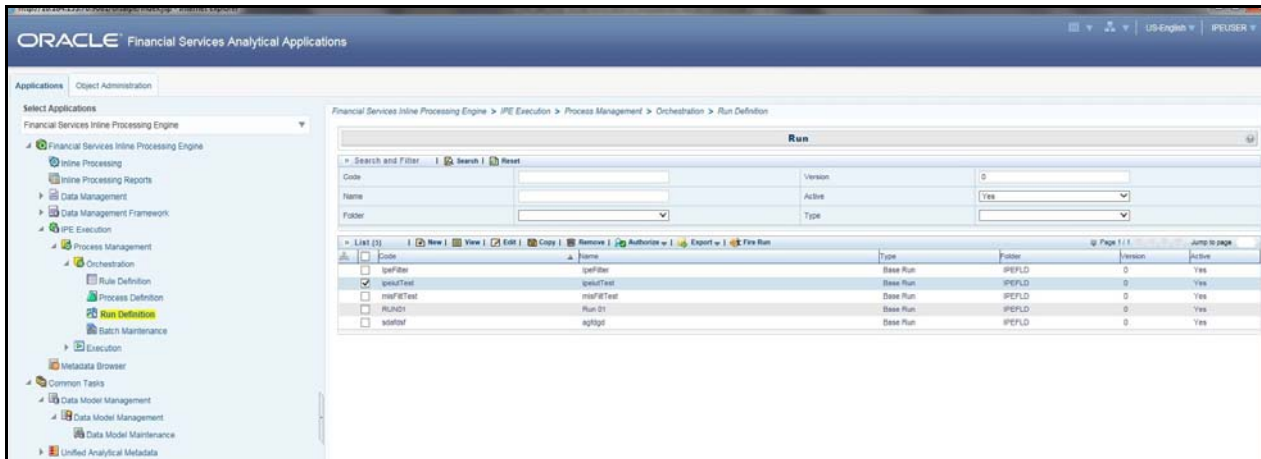 ORACLE Financial Services Analytical Applications
US-English IPEUSER
Applications Object Administration
Select Applications
Financial Services Inline Processing Engine
Financial Services Inline Processing Engine
Inline Processing
Inline Processing Reports
Data Management
Data Management Framework
IPE Execution
Process Management
Orchestration
Rule Definition
Process Definition
Run Definition
Batch Maintenance
Execution
Metadata Browser
Common Tasks
Data Model Management
Data Model Management
Data Model Maintenance
Unified Analytical Metadata
Financial Services Inline Processing Engine > IPE Execution > Process Management > Orchestration > Run Definition
Run
» Search and Filter | Search | Reset
Code Version 0
Name Active Yes
Folder Type
» List (5) | New | View | Edit | Copy | Remove | Authorize | Export | Fire Run Page 1 / 1 Jump to page
Code Name Type Folder Version Active
ipeFilter ipeFilter Base Run IPEFLD 0 Yes
ipeiutTest ipeiutTest Base Run IPEFLD 0 Yes
misFitTest misFitTest Base Run IPEFLD 0 Yes
RUN01 Run 01 Base Run IPEFLD 0 Yes
Base Run IPEFLD 0 Yes